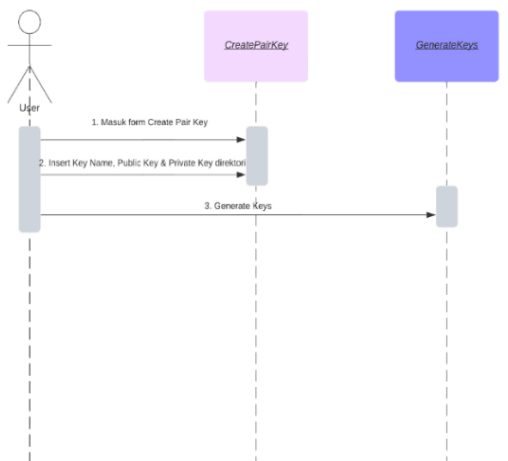 CreatePairKey
GenerateKeys
User
1. Masuk form Create Pair Key
2. Insert Key Name, Public Key & Private Key direktori
3. Generate Keys